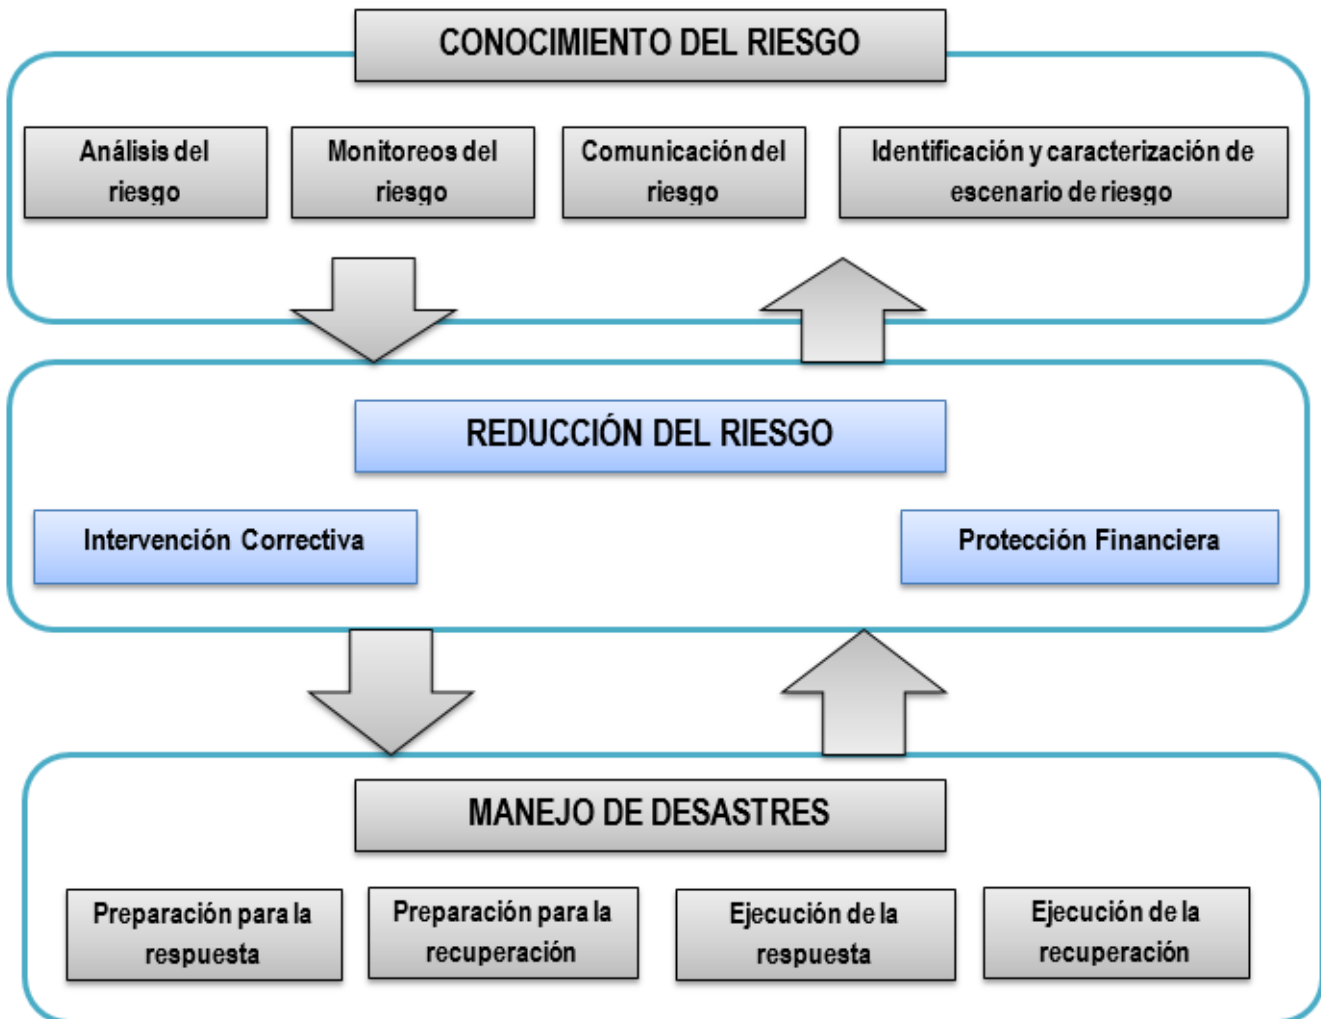 CONOCIMIENTO DEL RIESGO
Análisis del
riesgo
Monitoreos del
riesgo
Comunicación del
riesgo
Identificación y caracterización de
escenario de riesgo
REDUCCIÓN DEL RIESGO
Intervención Correctiva
Protección Financiera
MANEJO DE DESASTRES
Preparación para la
respuesta
Preparación para la
recuperación
Ejecución de la
respuesta
Ejecución de la
recuperación